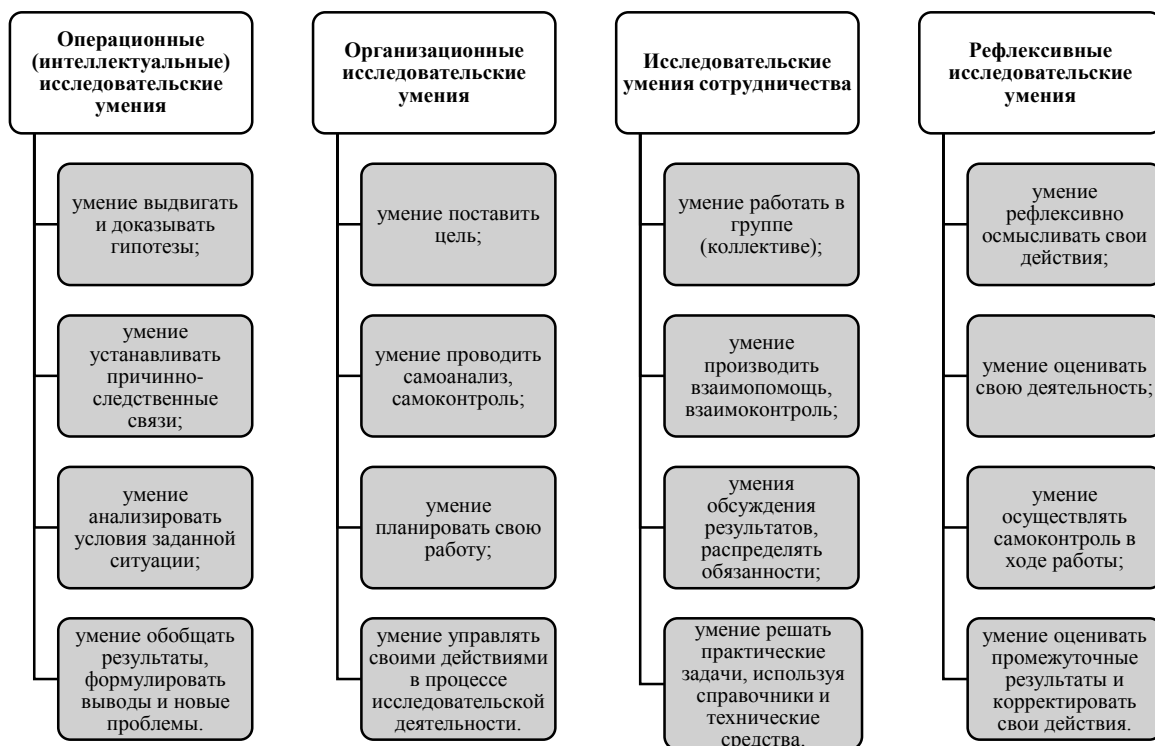 Операционные
(интеллектуальные)
исследовательские
умения
умение выдвигать
и доказывать
гипотезы;
умение
устанавливать
причинно-
следственные
связи;
умение
анализировать
условия заданной
ситуации;
умение обобщать
результаты,
формулировать
выводы и новые
проблемы.
Организационные
исследовательские
умения
умение поставить
цель;
умение проводить
самоанализ,
самоконтроль;
умение
планировать свою
работу;
умение управлять
своими действиями
в процессе
исследовательской
деятельности.
Исследовательские
умения сотрудничества
умение работать в
группе
(коллективе);
умение
производить
взаимопомощь,
взаимоконтроль;
умения
обсуждения
результатов,
распределять
обязанности;
умение решать
практические
задачи, используя
справочники и
технические
средства.
Рефлексивные
исследовательские
умения
умение
рефлексивно
осмысливать свои
действия;
умение оценивать
свою деятельность;
умение
осуществлять
самоконтроль в
ходе работы;
умение оценивать
промежуточные
результаты и
корректировать
свои действия.